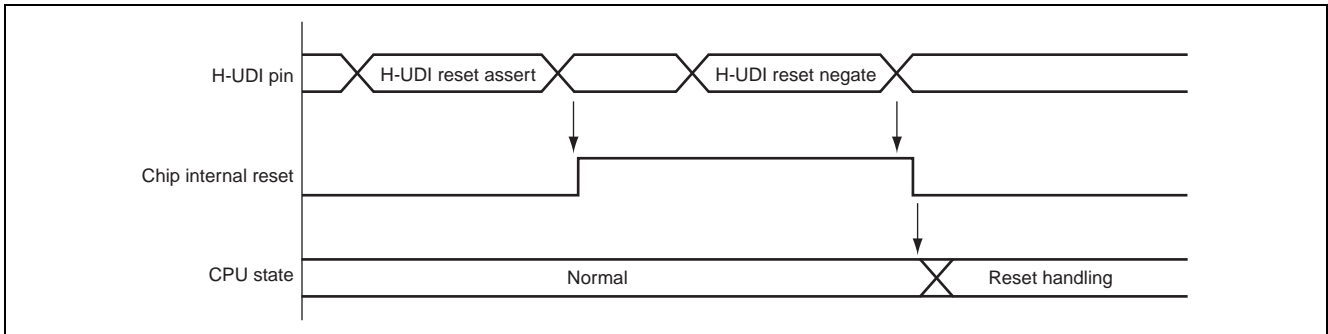 H-UDI pin
H-UDI reset assert
H-UDI reset negate
Chip internal reset
CPU state
Normal
Reset handling